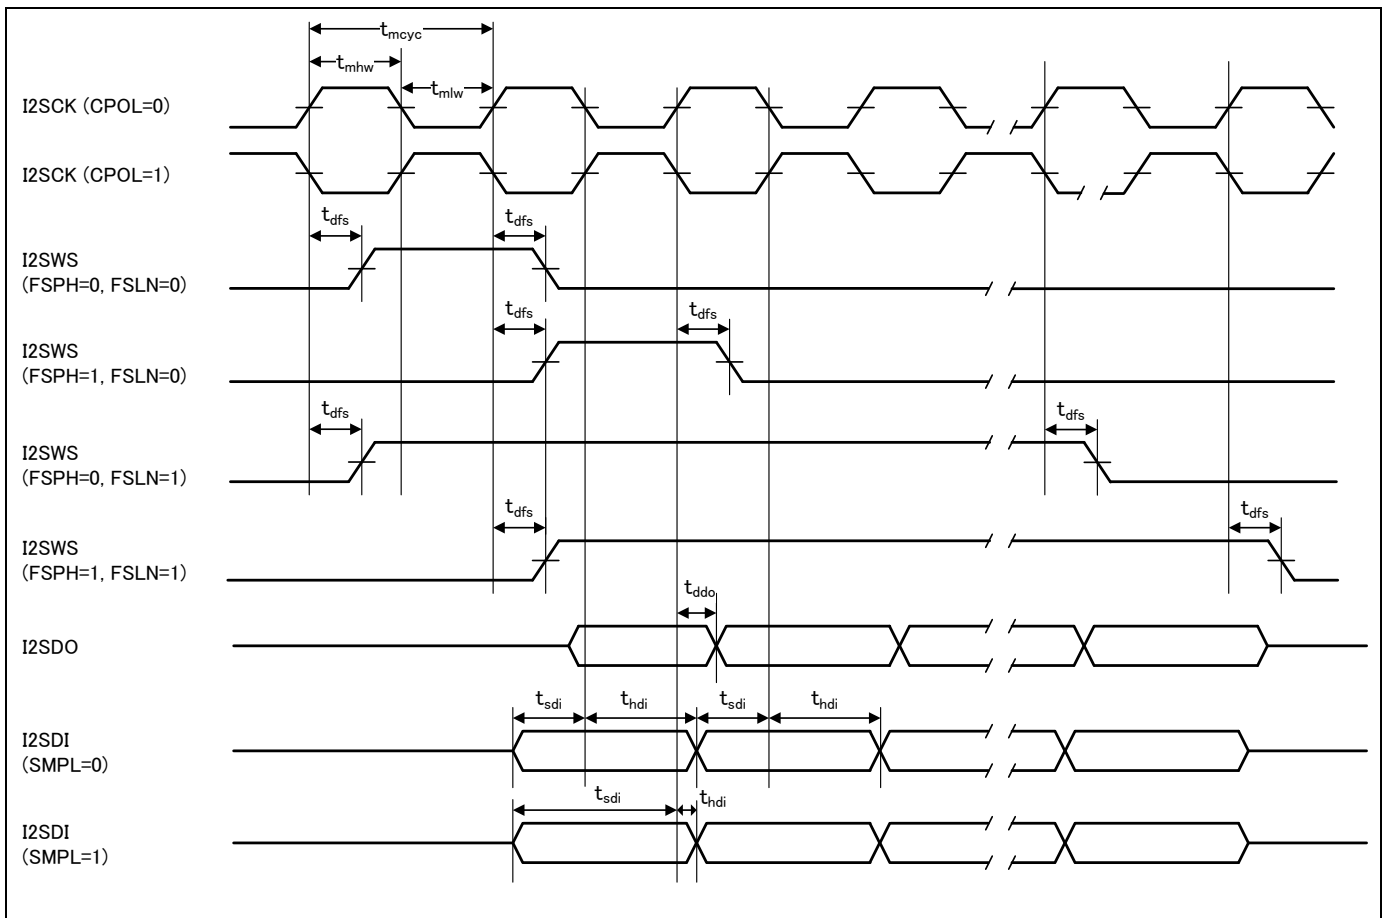 tmcyc
tmhw
tmlw
I2SCK (CPOL=0)
I2SCK (CPOL=1)
tdfs tdfs
I2SWS
(FSPH=0, FSLN=0)
tdfs tdfs
I2SWS
(FSPH=1, FSLN=0)
tdfs tdfs
I2SWS
(FSPH=0, FSLN=1)
tdfs tdfs
I2SWS
(FSPH=1, FSLN=1)
tddo
I2SDO
tsdi thdi tsdi thdi
I2SDI
(SMPL=0)
tsdi thdi
I2SDI
(SMPL=1)